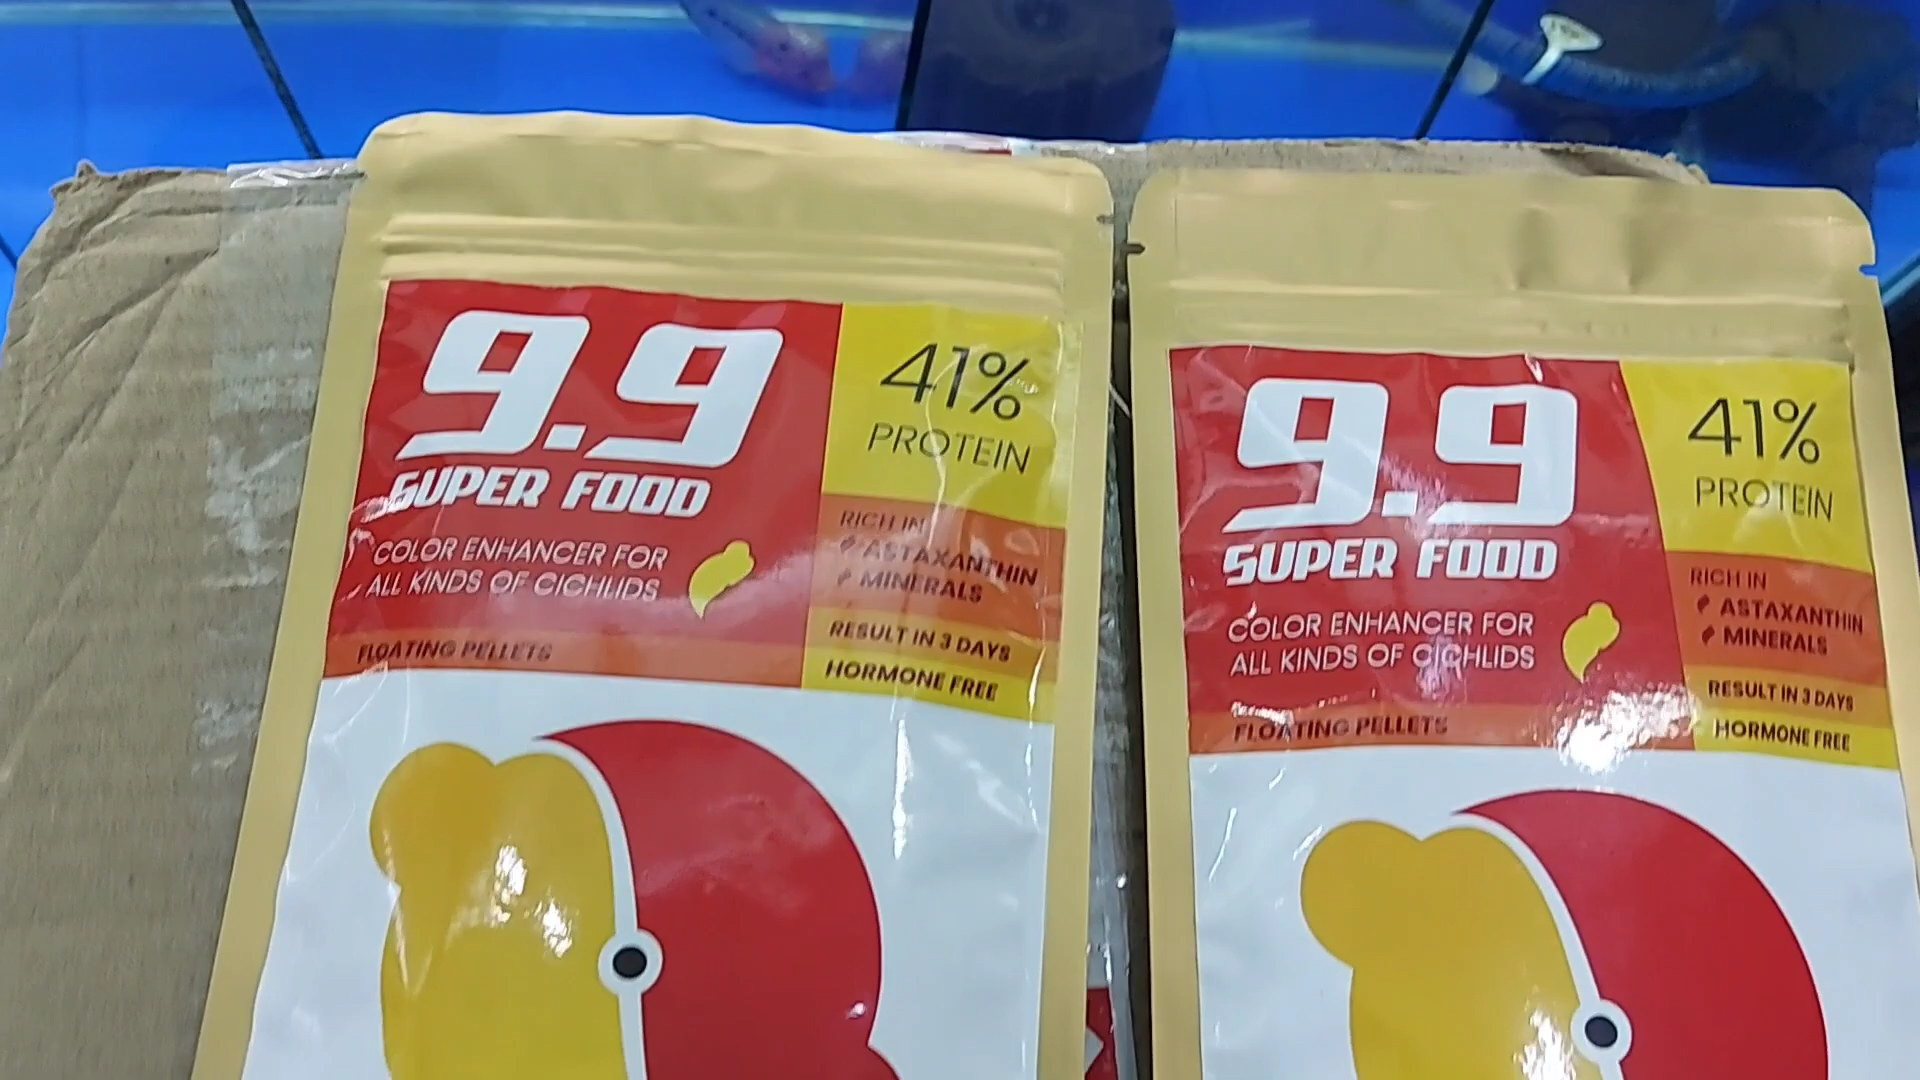 9.9
SUPER FOOD
COLOR ENHANCER FOR
ALL KINDS OF CICHLIDS
FLOATING PELLETS
41%
PROTEIN
RICH IN
ASTAXANTHIN
MINERALS
RESULT IN 3 DAYS
HORMONE FREE
9.9
SUPER FOOD
COLOR ENHANCER FOR
ALL KINDS OF CICHLIDS
FLOATING PELLETS
41%
PROTEIN
RICH IN
ASTAXANTHIN
MINERALS
RESULT IN 3 DAYS
HORMONE FREE